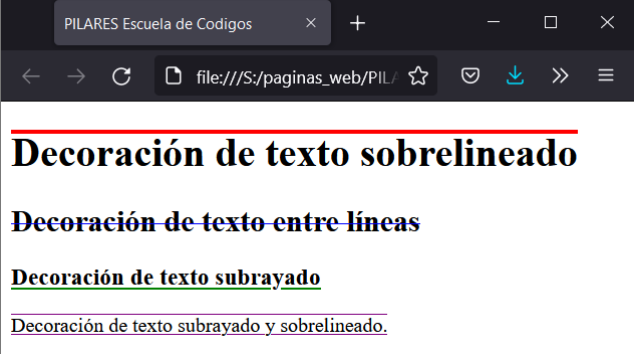 PILARES Escuela de Codigos
file:///S:/paginas_web/PIL
Decoración de texto sobrelineado
Decoración de texto entre líneas
Decoración de texto subrayado
Decoración de texto subrayado y sobrelineado.